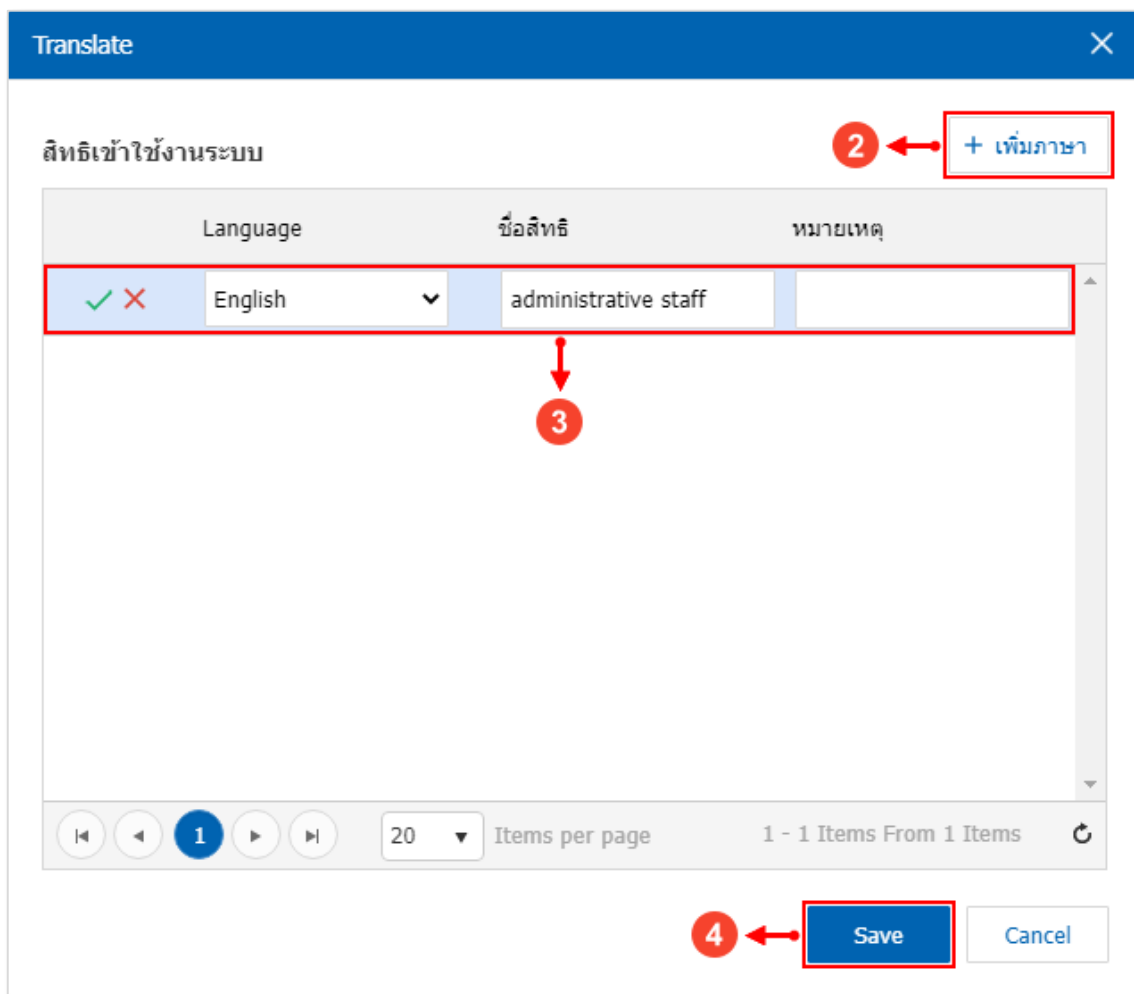 Translate
สิทธิเข้าใช้งานระบบ
2
+ เพิ่มภาษา
Language ชื่อสิทธิ หมายเหตุ
English administrative staff
3
1 20 Items per page 1 - 1 Items From 1 Items
4 Save Cancel